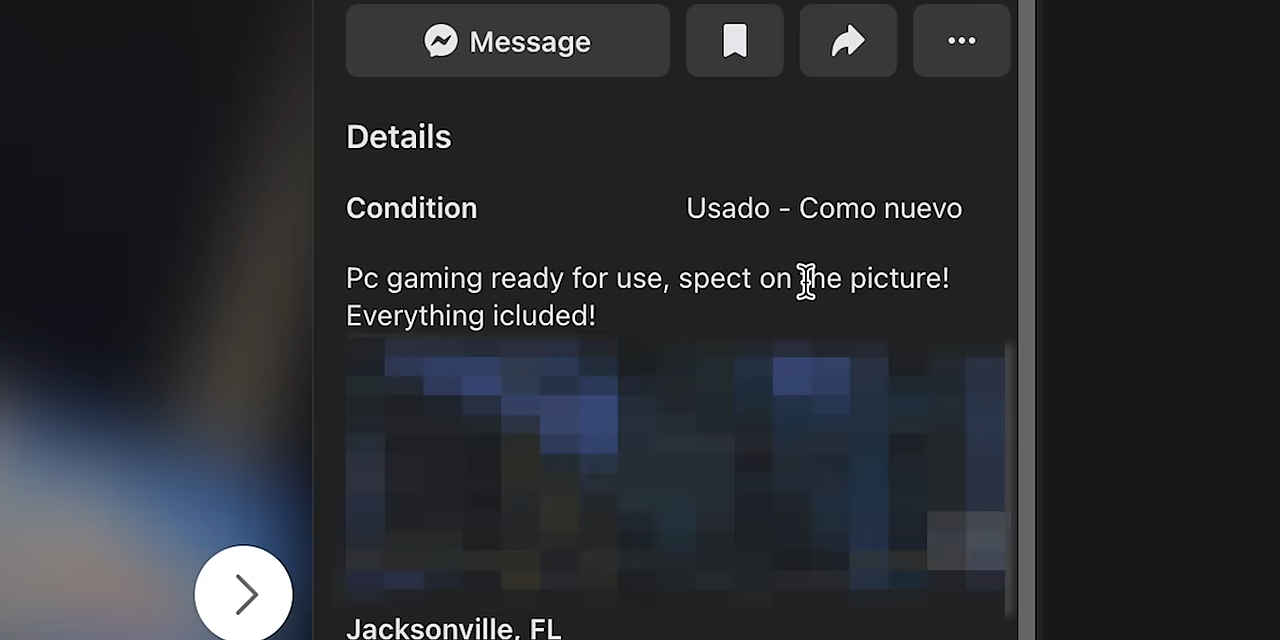 Message
Details
Condition Usado - Como nuevo
Pc gaming ready for use, spect on the picture!
Everything icluded!
Jacksonville, FL